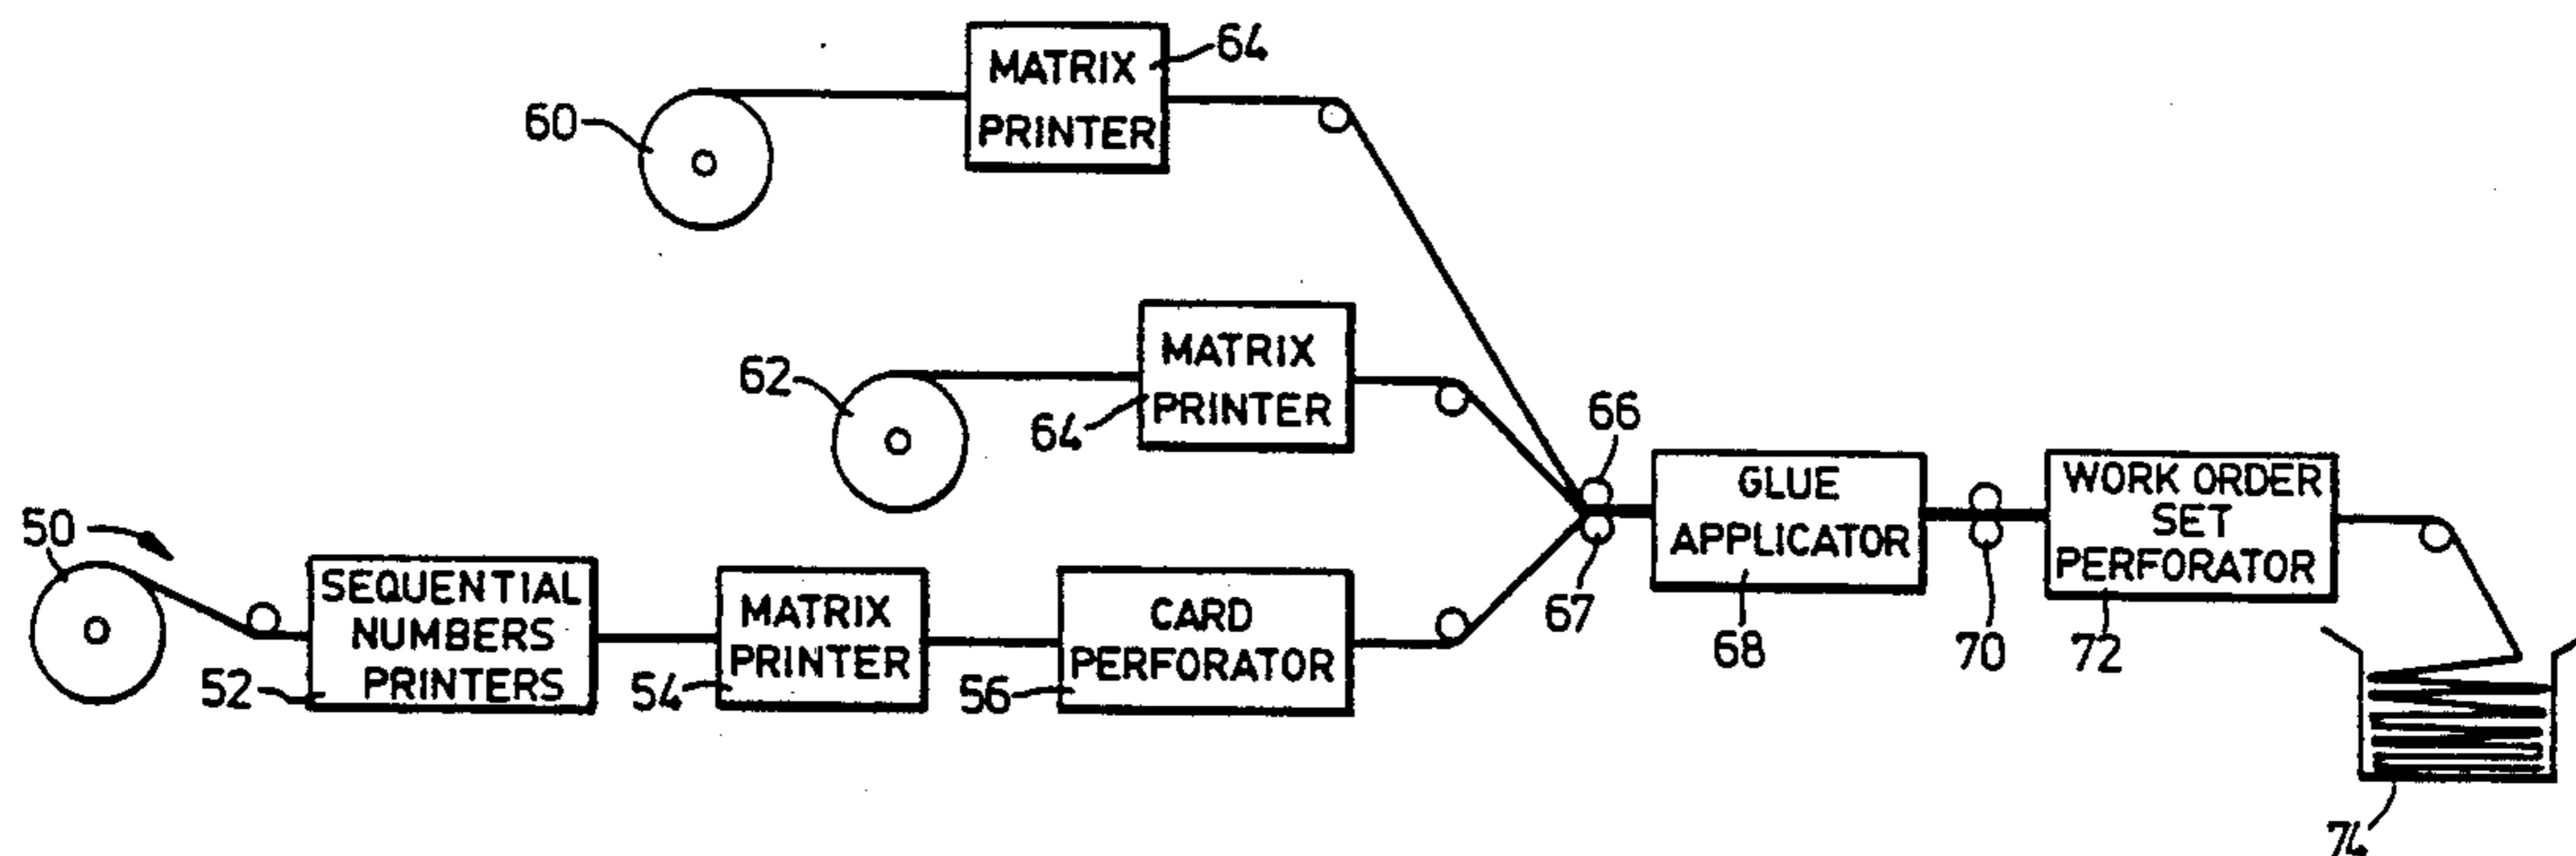 64
MATRIX
PRINTER
60
MATRIX
PRINTER
62
64
66
GLUE
APPLICATOR
WORK ORDER
SET
PERFORATOR
50
SEQUENTIAL
NUMBERS
PRINTERS
MATRIX
PRINTER
CARD
PERFORATOR
52
54
56
67
68
70
72
74